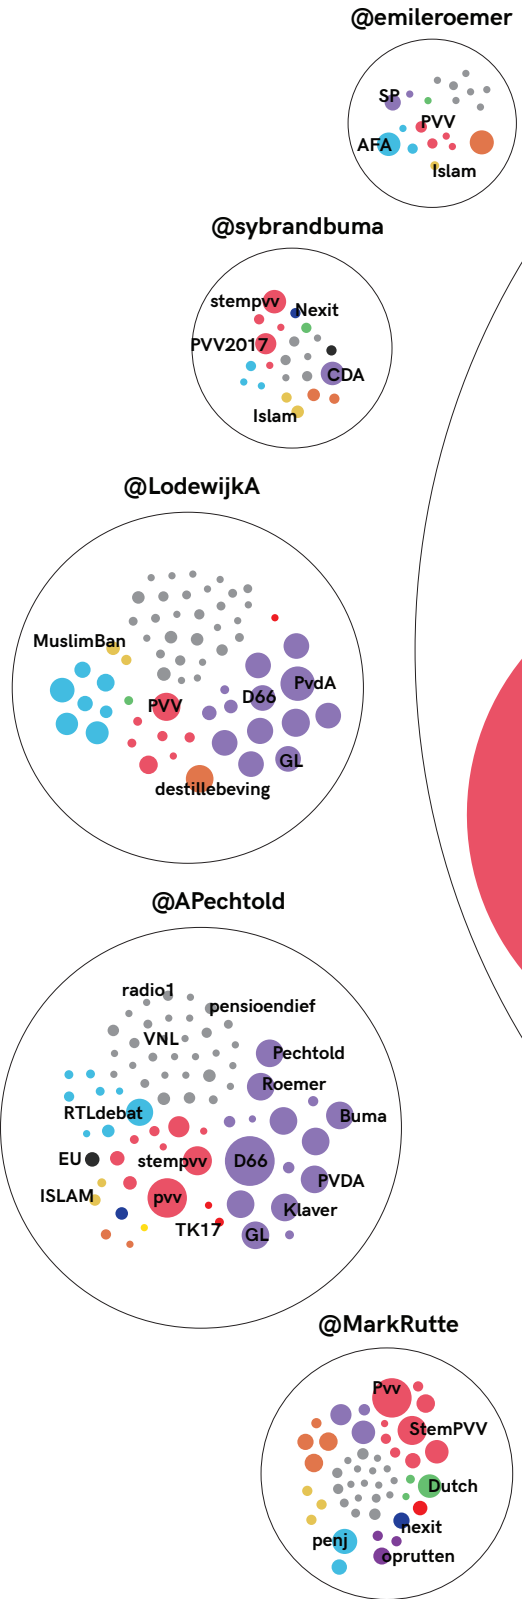 @emileroemer
SP
PVV
AFA
Islam
@sybrandbuma
stempvv
Nexit
PVV2017
CDA
Islam
@LodewijkA
MuslimBan
PvdA
D66
PVV
GL
destillebeving
@APechtold
radio1
pensioendief
VNL
Pechtold
Roemer
RTLdebat
Buma
EU
stempvv
D66
PVDA
ISLAM
pvv
Klaver
TK17
GL
@MarkRutte
Pvv
StemPVV
Dutch
nexit
penj
oprutten